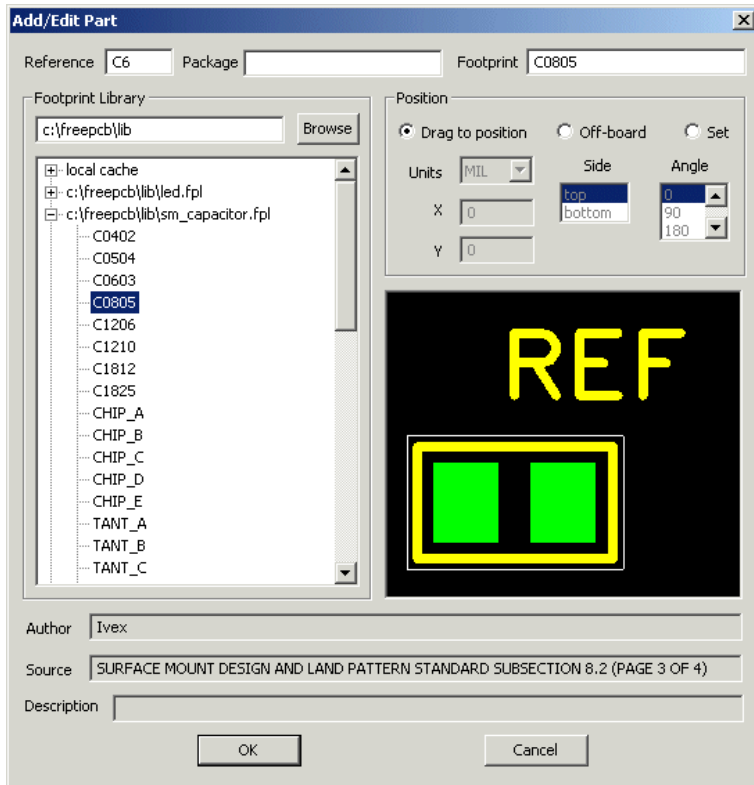 Add/Edit Part
Reference C6 Package Footprint C0805
Footprint Library
c:\freepcb\lib Browse
local cache
c:\freepcb\lib\led.fpl
c:\freepcb\lib\sm_capacitor.fpl
C0402
C0504
C0603
C0805
C1206
C1210
C1812
C1825
CHIP_A
CHIP_B
CHIP_C
CHIP_D
CHIP_E
TANT_A
TANT_B
TANT_C
Position
Drag to position Off-board Set
Units MIL Side Angle
X 0 top 0
bottom 90
Y 0 180
REF
Author Ivex
Source SURFACE MOUNT DESIGN AND LAND PATTERN STANDARD SUBSECTION 8.2 (PAGE 3 OF 4)
Description
OK Cancel